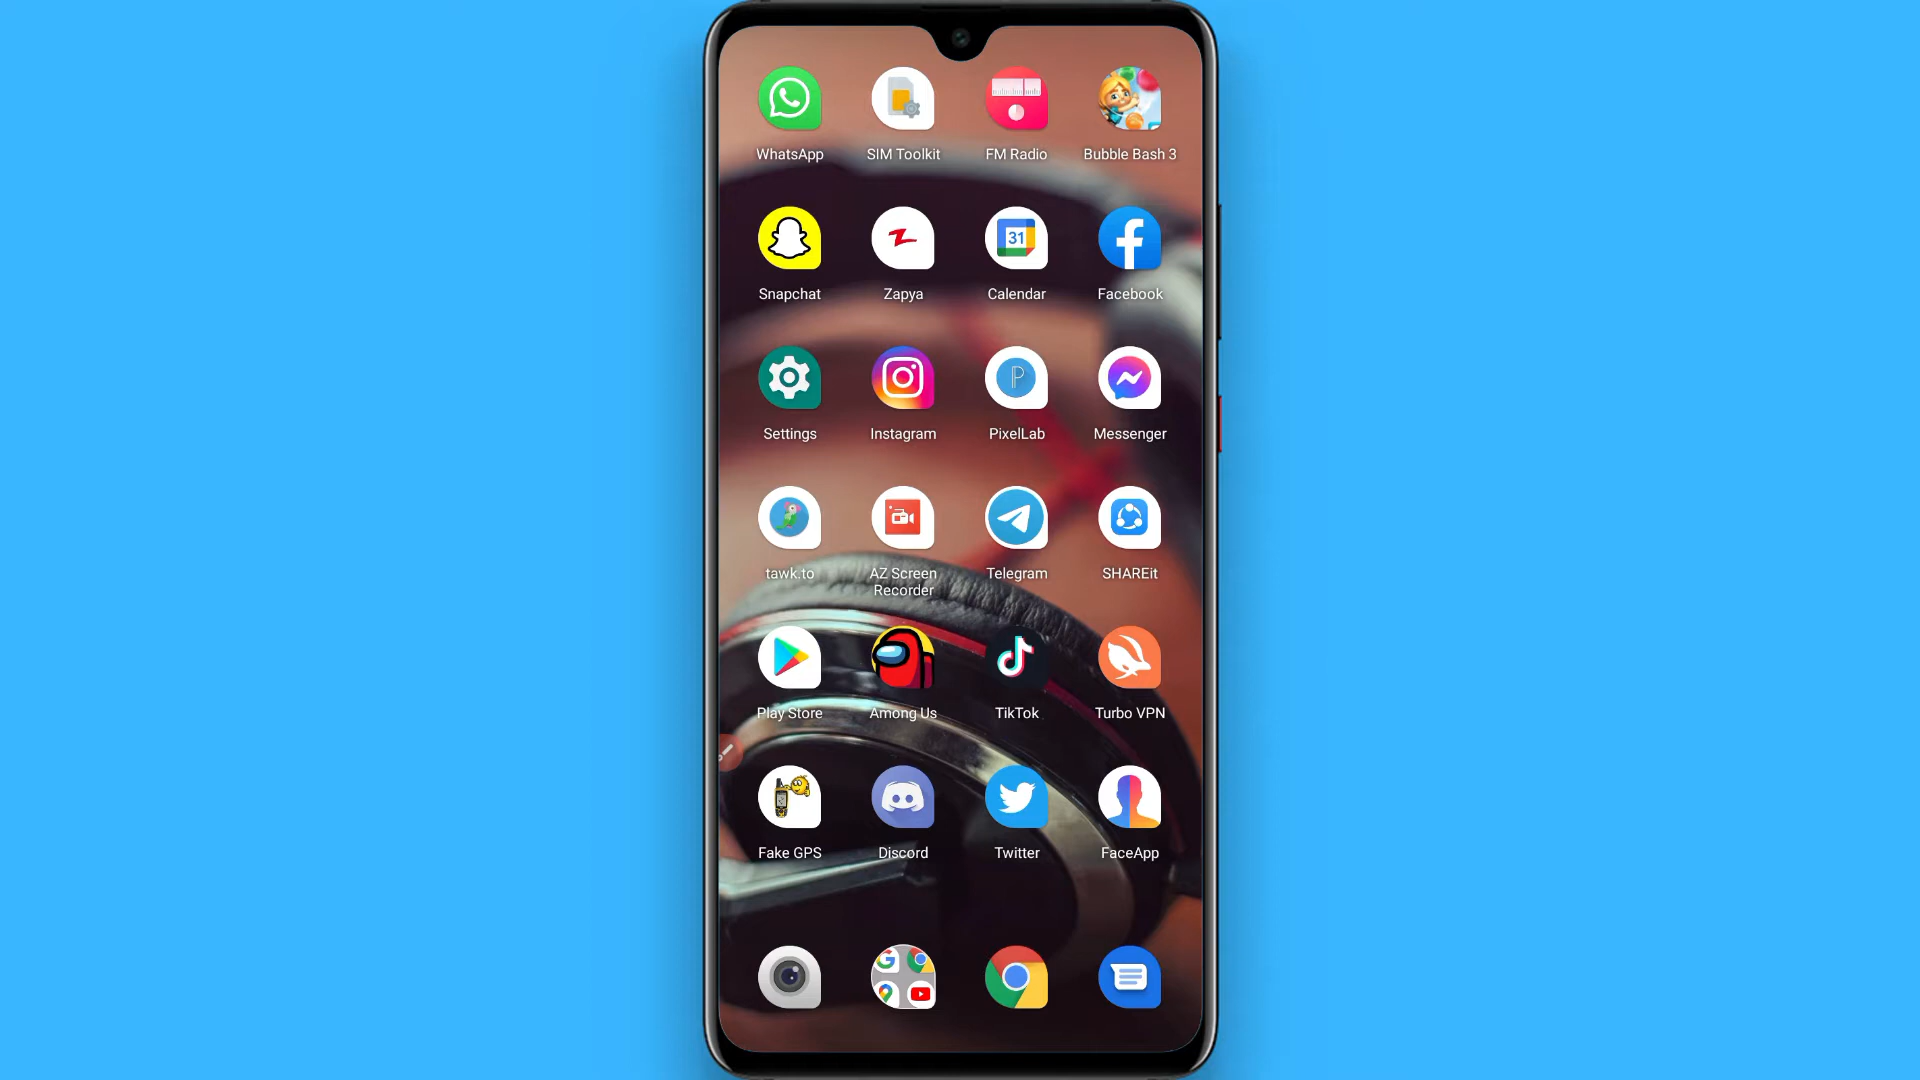 WhatsApp SIM Toolkit FM Radio Bubble Bash 3
31
Snapchat Zapya Calendar Facebook
Settings Instagram PixelLab Messenger
tawk.to AZ Screen Recorder Telegram SHAREit
Play Store Among Us TikTok Turbo VPN
Fake GPS Discord Twitter FaceApp